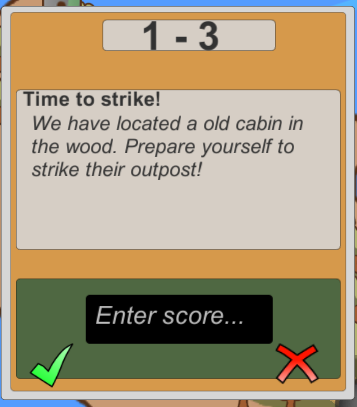 1 - 3
Time to strike!
We have located a old cabin in
the wood. Prepare yourself to
strike their outpost!
Enter score...